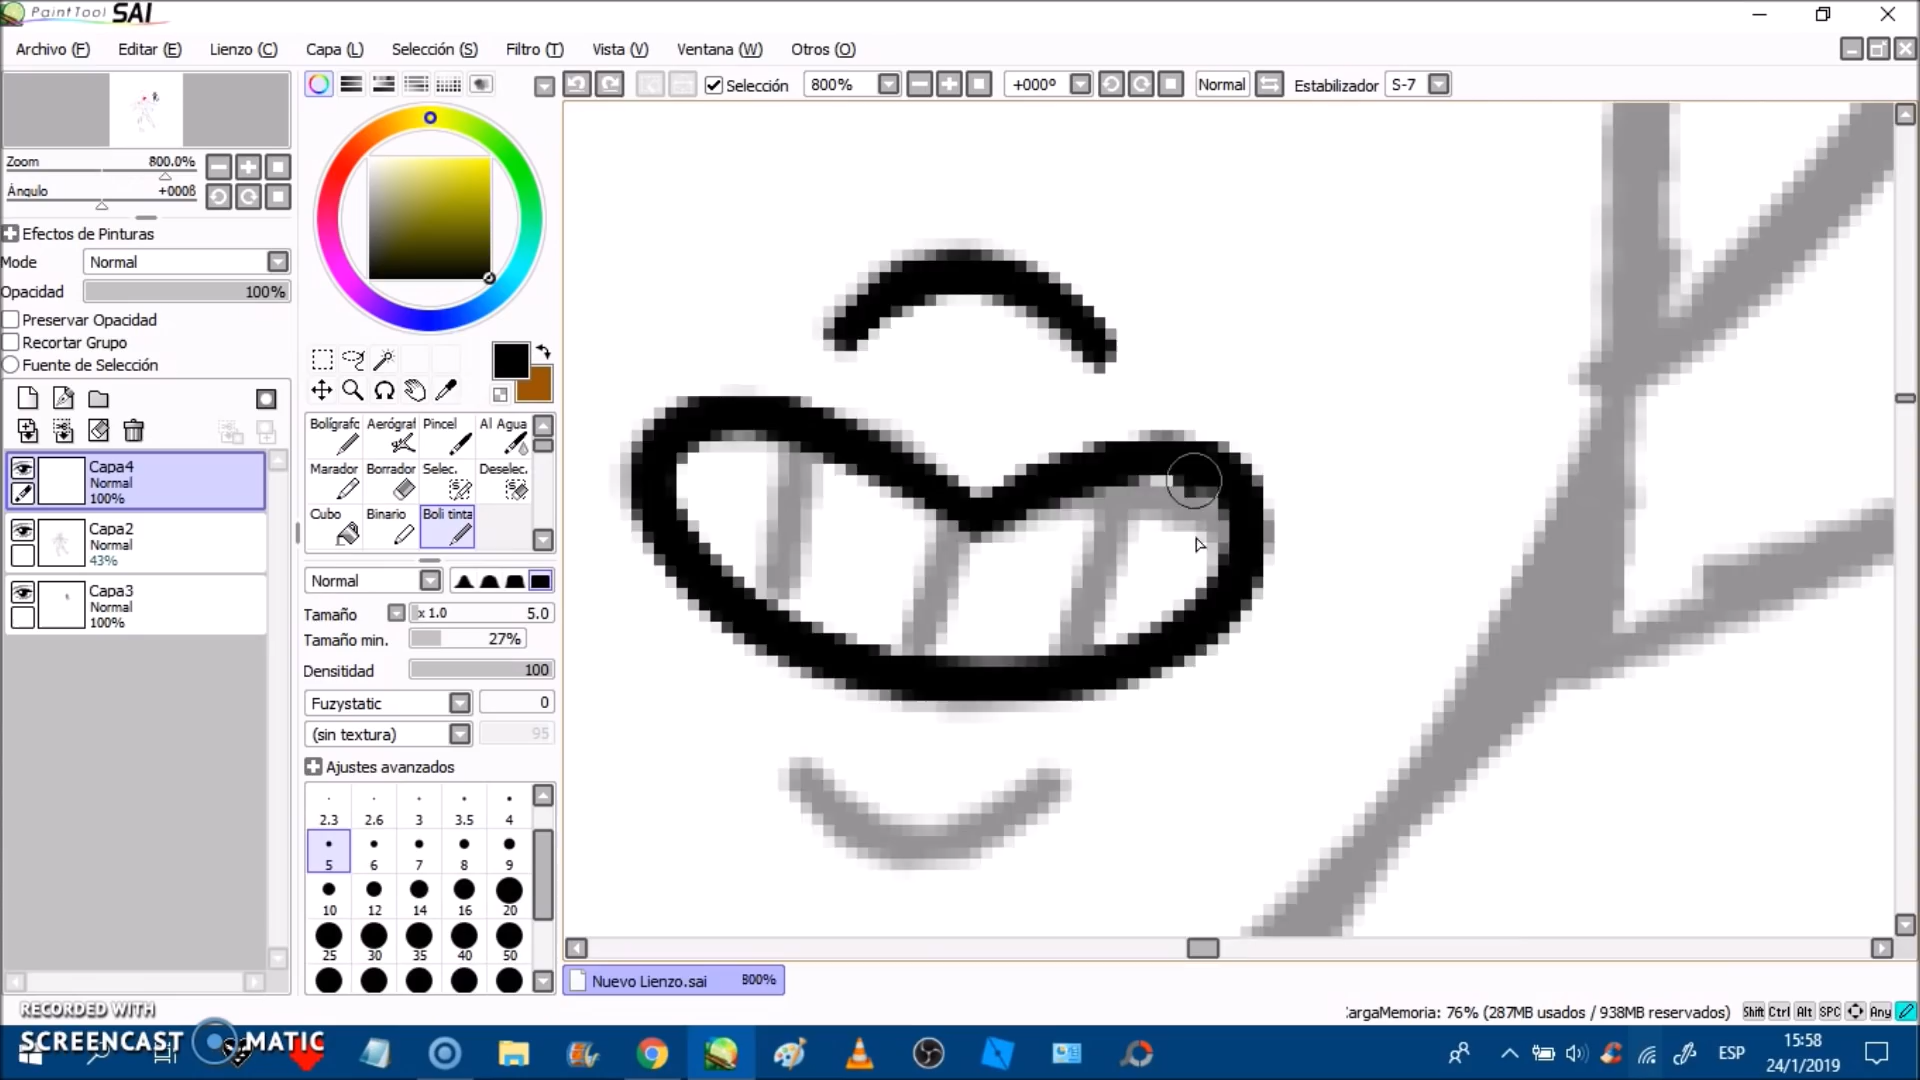 PaintTool SAI
Archivo (F) Editar (E) Lienzo (C) Capa (L) Selección (S) Filtro (T) Vista (V) Ventana (W) Otros (O)
Selección 800% +000º Normal Estabilizador S-7
Zoom 800.0%
Ángulo +000ß
Efectos de Pinturas
Mode Normal
Opacidad 100%
Preservar Opacidad
Recortar Grupo
Fuente de Selección
Capa4
Normal
100%
Capa2
Normal
43%
Capa3
Normal
100%
Bolígrafo Aerógraf Pincel Al Agua
Marador Borrador Selec. Deselec.
Cubo Binario Boli tinta
Normal
Tamaño x 1.0 5.0
Tamaño min. 27%
Densitidad 100
Fuzystatic 0
(sin textura) 95
Ajustes avanzados
2.3 2.6 3 3.5 4
5 6 7 8 9
10 12 14 16 20
25 30 35 40 50
Nuevo Lienzo.sai 800%
CargaMemoria: 76% (287MB usados / 938MB reservados) Shift Ctrl Alt SPC Any
RECORDED WITH
SCREENCAST MATIC
ESP
15:58
24/1/2019